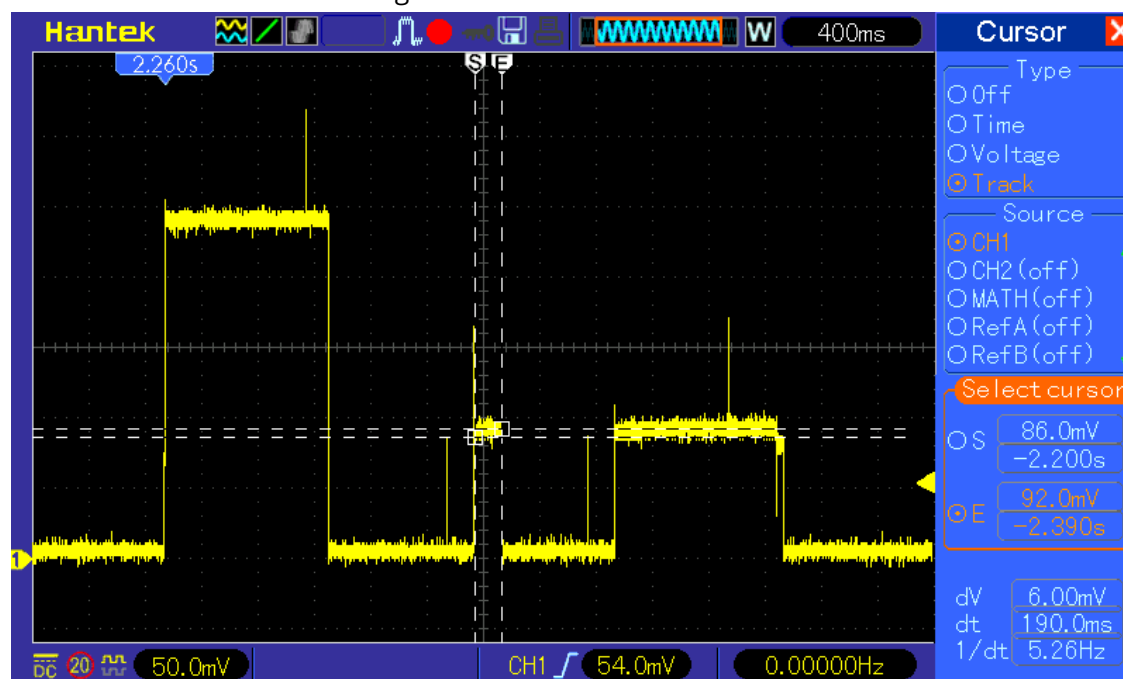 Hantek W 400ms Cursor X
2.260s
S E
Type
Off
Time
Voltage
Track
Source
CH1
CH2(off)
MATH(off)
RefA(off)
RefB(off)
Select cursor
S 86.0mV
-2.200s
E 92.0mV
-2.390s
1
dV 6.00mV
dt 190.0ms
1/dt 5.26Hz
DC 20 50.0mV CH1 54.0mV 0.00000Hz